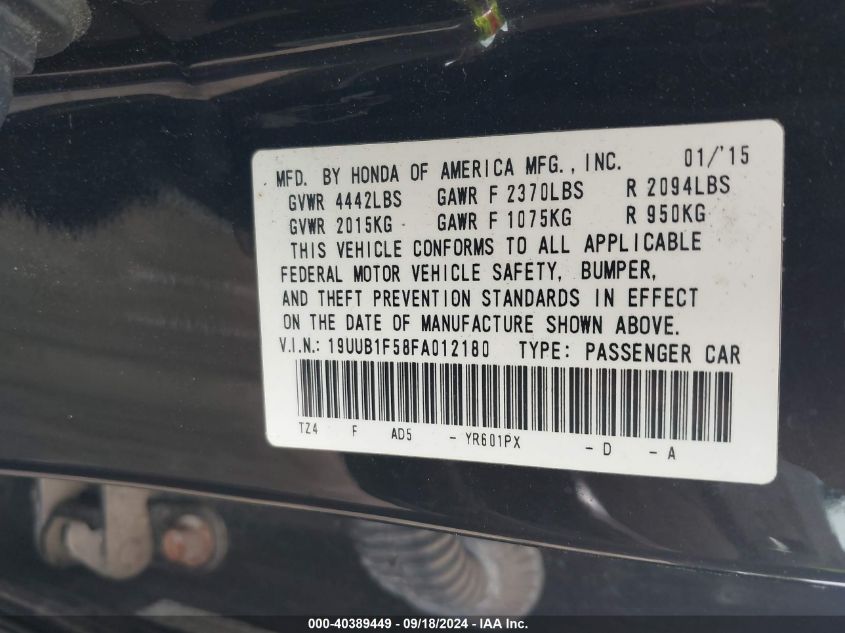 MFD. BY HONDA OF AMERICA MFG., INC. 01/'15
GVWR 4442LBS GAWR F 2370LBS R 2094LBS
GVWR 2015KG GAWR F 1075KG R 950KG
THIS VEHICLE CONFORMS TO ALL APPLICABLE
FEDERAL MOTOR VEHICLE SAFETY, BUMPER,
AND THEFT PREVENTION STANDARDS IN EFFECT
ON THE DATE OF MANUFACTURE SHOWN ABOVE.
V.I.N.: 19UUB1F58FA012180 TYPE: PASSENGER CAR
TZ4 F AD5 - YR601PX - D - A
000-40389449 - 09/18/2024 - IAA Inc.